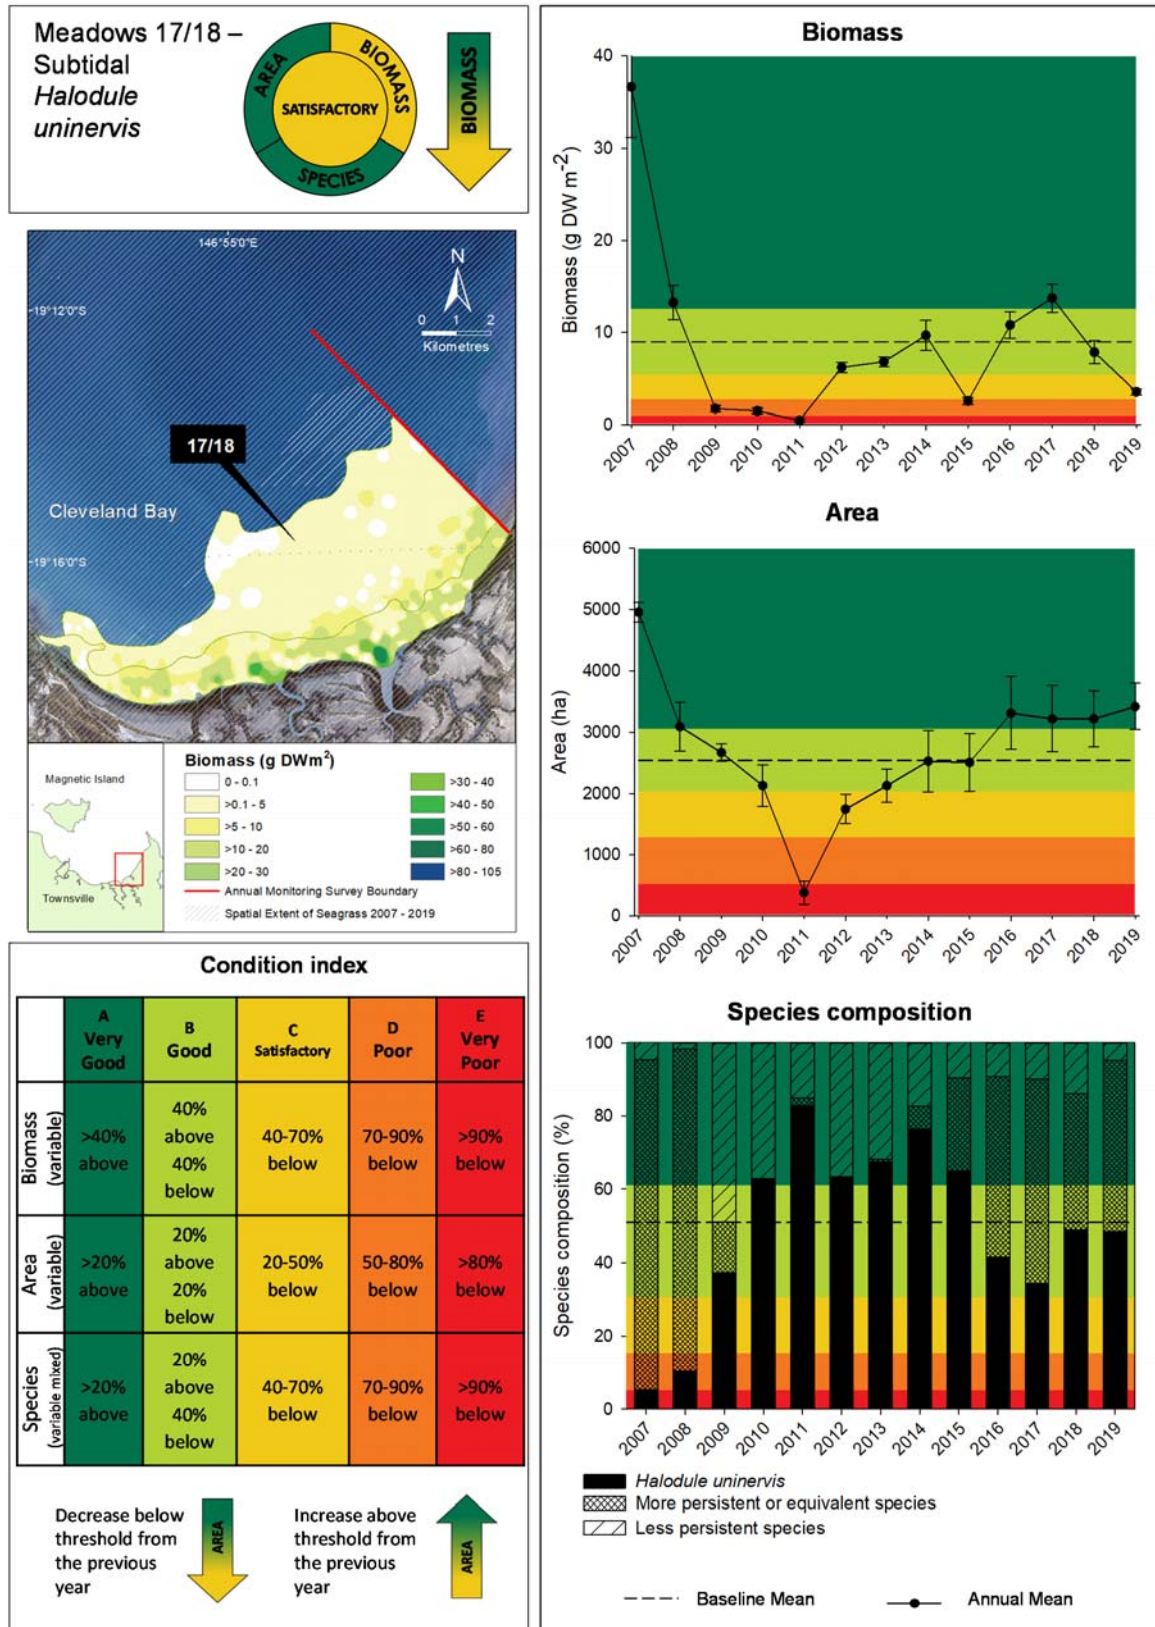 Meadows 17/18 –
Subtidal
Halodule
uninervis
AREA
BIOMASS
SATISFACTORY
SPECIES
BIOMASS
146°55'0"E
19°12'0"S
N
0 1 2
Kilometres
17/18
Cleveland Bay
19°16'0"S
Magnetic Island
Townsville
Biomass (g DWm²)
0 - 0.1
>0.1 - 5
>5 - 10
>10 - 20
>20 - 30
>30 - 40
>40 - 50
>50 - 60
>60 - 80
>80 - 105
Annual Monitoring Survey Boundary
Spatial Extent of Seagrass 2007 - 2019
Condition index
A
Very
Good
B
Good
C
Satisfactory
D
Poor
E
Very
Poor
Biomass
(variable)
>40%
above
40%
above
40%
below
40-70%
below
70-90%
below
>90%
below
Area
(variable)
>20%
above
20%
above
20%
below
20-50%
below
50-80%
below
>80%
below
Species
(variable mixed)
>20%
above
20%
above
40%
below
40-70%
below
70-90%
below
>90%
below
Decrease below
threshold from
the previous
year
AREA
Increase above
threshold from
the previous
year
AREA
Biomass
Biomass (g DW m⁻²)
40
30
20
10
0
2007 2008 2009 2010 2011 2012 2013 2014 2015 2016 2017 2018 2019
Area
Area (ha)
6000
5000
4000
3000
2000
1000
0
2007 2008 2009 2010 2011 2012 2013 2014 2015 2016 2017 2018 2019
Species composition
Species composition (%)
100
80
60
40
20
0
2007 2008 2009 2010 2011 2012 2013 2014 2015 2016 2017 2018 2019
Halodule uninervis
More persistent or equivalent species
Less persistent species
Baseline Mean
Annual Mean